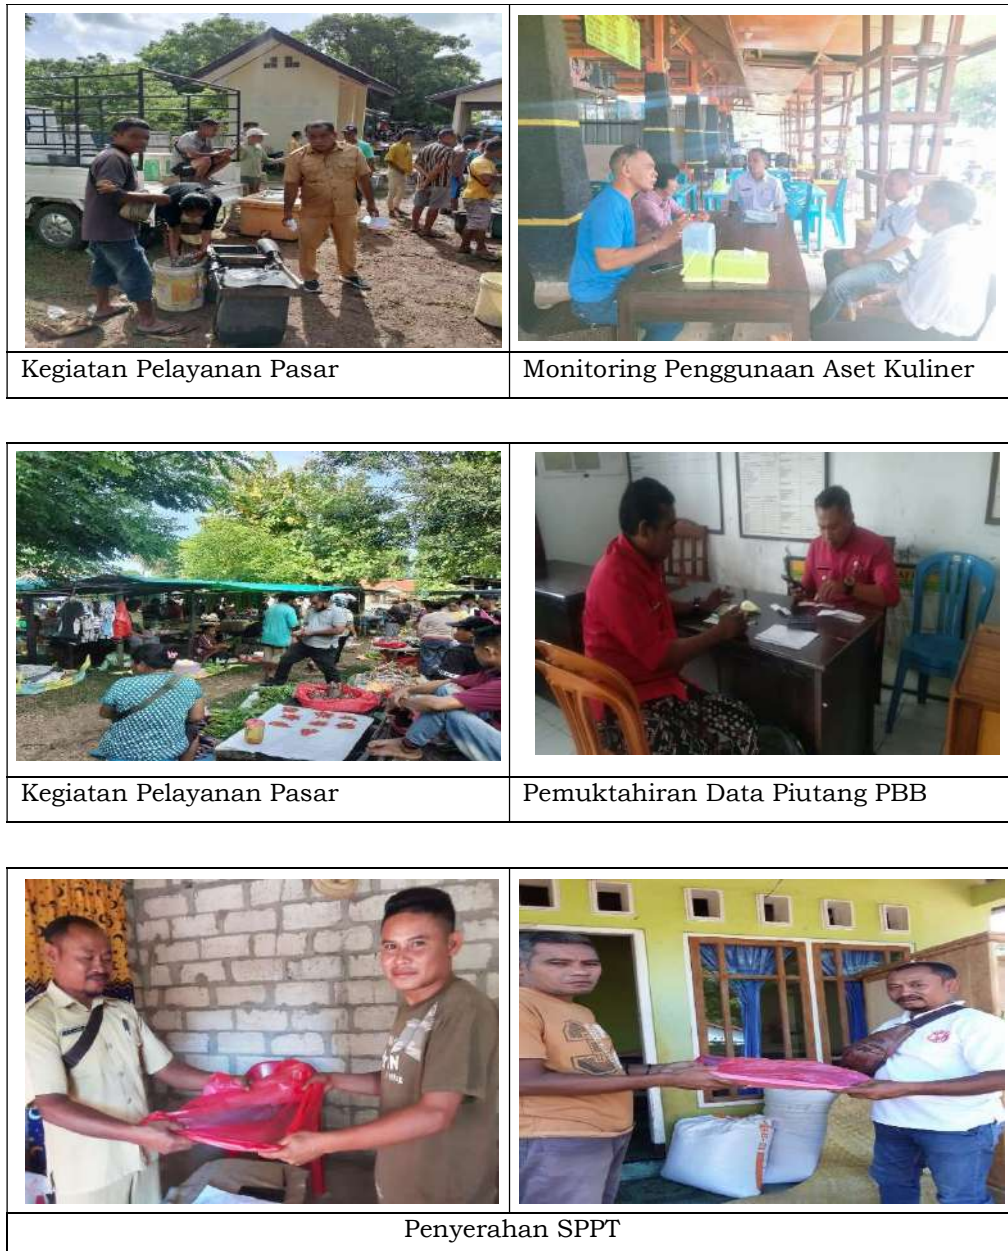 Kegiatan Pelayanan Pasar
Monitoring Penggunaan Aset Kuliner
Kegiatan Pelayanan Pasar
Pemuktahiran Data Piutang PBB
Penyerahan SPPT